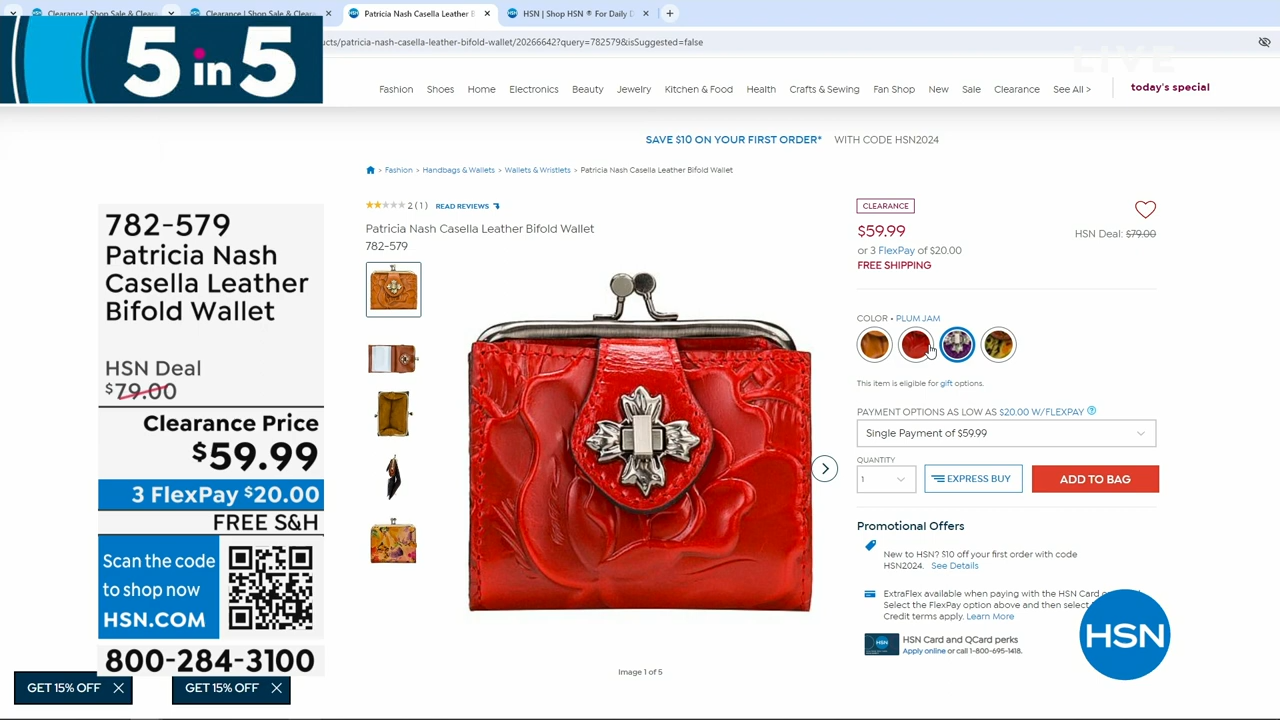 Clearance | Shop Sale & Cleara
Clearance | Shop Sale & Cleara
Patricia Nash Casella Leather B
HSN | Shop HSN ® For Daily D
5 in 5
ucts/patricia-nash-casella-leather-bifold-wallet/20266642?query=782579&isSuggested=false
LIVE
Fashion Shoes Home Electronics Beauty Jewelry Kitchen & Food Health Crafts & Sewing Fan Shop New Sale Clearance See All >
today's special
SAVE $10 ON YOUR FIRST ORDER* WITH CODE HSN2024
> Fashion > Handbags & Wallets > Wallets & Wristlets > Patricia Nash Casella Leather Bifold Wallet
2 ( 1 ) READ REVIEWS
Patricia Nash Casella Leather Bifold Wallet
782-579
782-579
Patricia Nash
Casella Leather
Bifold Wallet
HSN Deal
$79.00
Clearance Price
$59.99
3 FlexPay $20.00
FREE S&H
Scan the code
to shop now
HSN.COM
800-284-3100
GET 15% OFF
GET 15% OFF
Image 1 of 5
CLEARANCE
$59.99
HSN Deal: $79.00
or 3 FlexPay of $20.00
FREE SHIPPING
COLOR • PLUM JAM
This item is eligible for gift options.
PAYMENT OPTIONS AS LOW AS $20.00 W/FLEXPAY
Single Payment of $59.99
QUANTITY
1
EXPRESS BUY
ADD TO BAG
Promotional Offers
New to HSN? $10 off your first order with code
HSN2024. See Details
ExtraFlex available when paying with the HSN Card
Select the FlexPay option above and then select
Credit terms apply. Learn More
HSN Card and QCard perks
Apply online or call 1-800-695-1418.
HSN